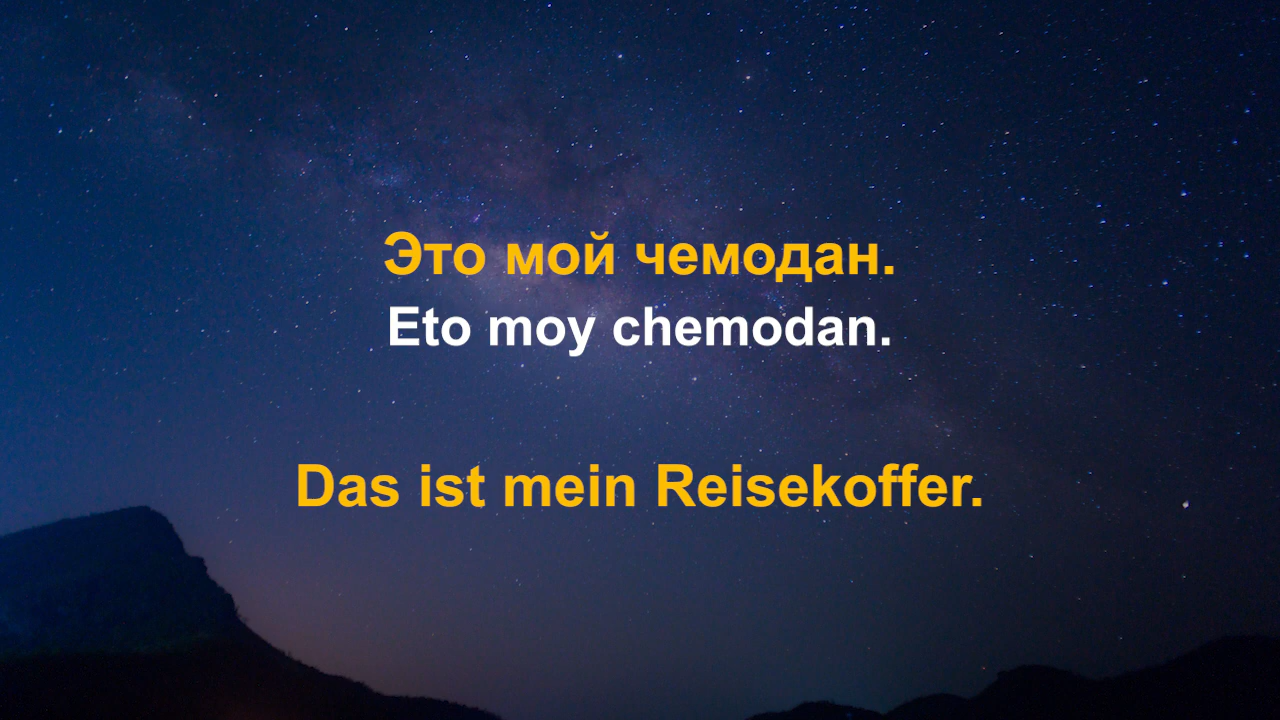 Это мой чемодан.
Eto moy chemodan.
Das ist mein Reisekoffer.